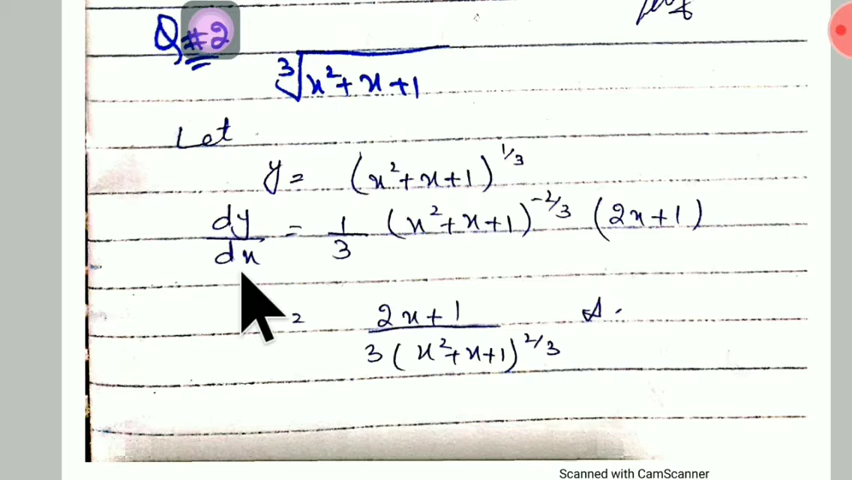 Q#2
∛(x²+x+1)
Let
y = (x²+x+1)^1/3
dy/dx = 1/3 (x²+x+1)^-2/3 (2x+1)
= 2x+1 / 3(x²+x+1)^2/3
Scanned with CamScanner